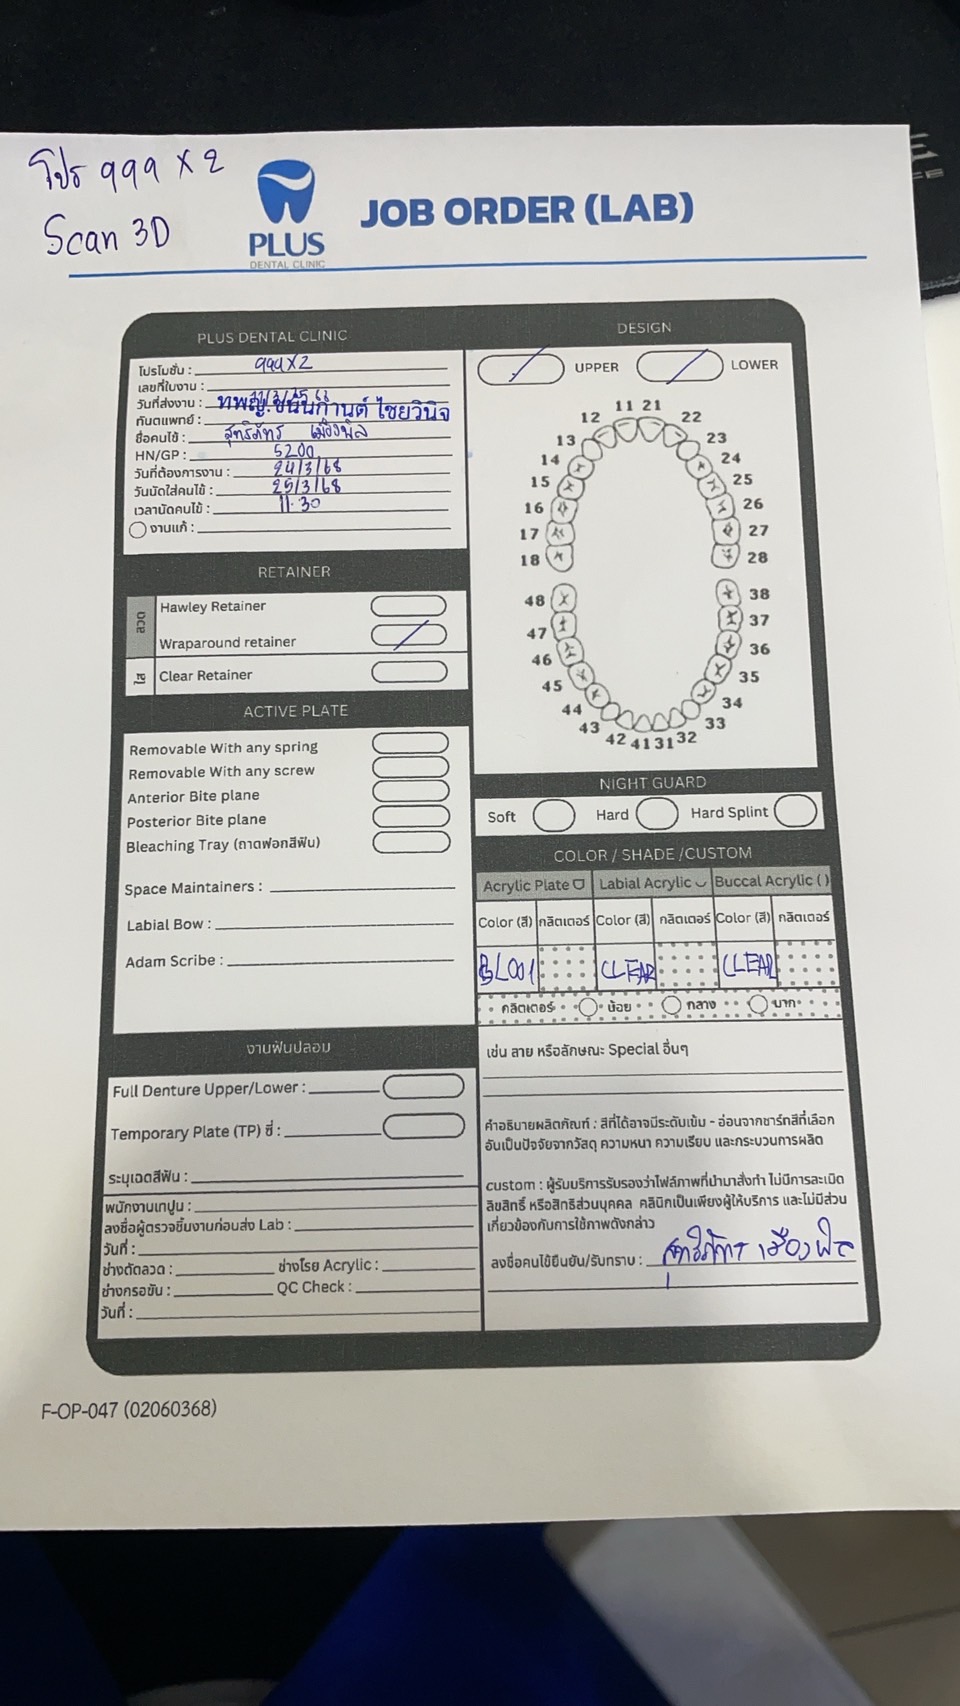 โปร 999 X 2
Scan 3D
PLUS
DENTAL CLINIC
JOB ORDER (LAB)
PLUS DENTAL CLINIC
โปรโมชั่น : 999 X 2
เลขที่ใบงาน :
วันที่ส่งงาน :
ทันตแพทย์ : ทพญ.ชนินกานต์ ไชยวินิจ
ชื่อคนไข้ : สุทธิภัทร เมืองพิล
HN/GP : 5200
วันที่ต้องการงาน : 24/3/68
วันนัดใส่คนไข้ : 25/3/68
เวลานัดคนไข้ : 11.30
งานแก้ :
RETAINER
ลวด
Hawley Retainer
Wraparound retainer
ใส
Clear Retainer
ACTIVE PLATE
Removable With any spring
Removable With any screw
Anterior Bite plane
Posterior Bite plane
Bleaching Tray (ถาดฟอกสีฟัน)
Space Maintainers :
Labial Bow :
Adam Scribe :
งานฟันปลอม
Full Denture Upper/Lower :
Temporary Plate (TP) ซี่ :
ระบุเฉดสีฟัน :
พนักงานเทปูน :
ลงชื่อผู้ตรวจชิ้นงานก่อนส่ง Lab :
วันที่ :
ช่างดัดลวด : ช่างโรย Acrylic :
ช่างกรอขัน : QC Check :
วันที่ :
DESIGN
UPPER LOWER
11 21
12 22
13 23
14 24
15 25
16 26
17 27
18 28
48 38
47 37
46 36
45 35
44 34
43 33
42 41 31 32
NIGHT GUARD
Soft Hard Hard Splint
COLOR / SHADE /CUSTOM
Acrylic Plate Labial Acrylic Buccal Acrylic ( )
Color (สี) กลิตเตอร์ Color (สี) กลิตเตอร์ Color (สี) กลิตเตอร์
BL001 CLEAR CLEAR
กลิตเตอร์ น้อย กลาง มาก
เช่น ลาย หรือลักษณะ Special อื่นๆ
คำอธิบายผลิตภัณฑ์ : สีที่ได้อาจมีระดับเข้ม - อ่อนจากชาร์ทสีที่เลือก
อันเป็นปัจจัยจากวัสดุ ความหนา ความเรียบ และกระบวนการผลิต
custom : ผู้รับบริการรับรองว่าไฟล์ภาพที่นำมาสั่งทำ ไม่มีการละเมิด
ลิขสิทธิ์ หรือสิทธิส่วนบุคคล คลินิกเป็นเพียงผู้ให้บริการ และไม่มีส่วน
เกี่ยวข้องกับการใช้ภาพดังกล่าว
ลงชื่อคนไข้ยืนยัน/รับทราบ : สุทธิภัทร เมืองพิล
F-OP-047 (02060368)